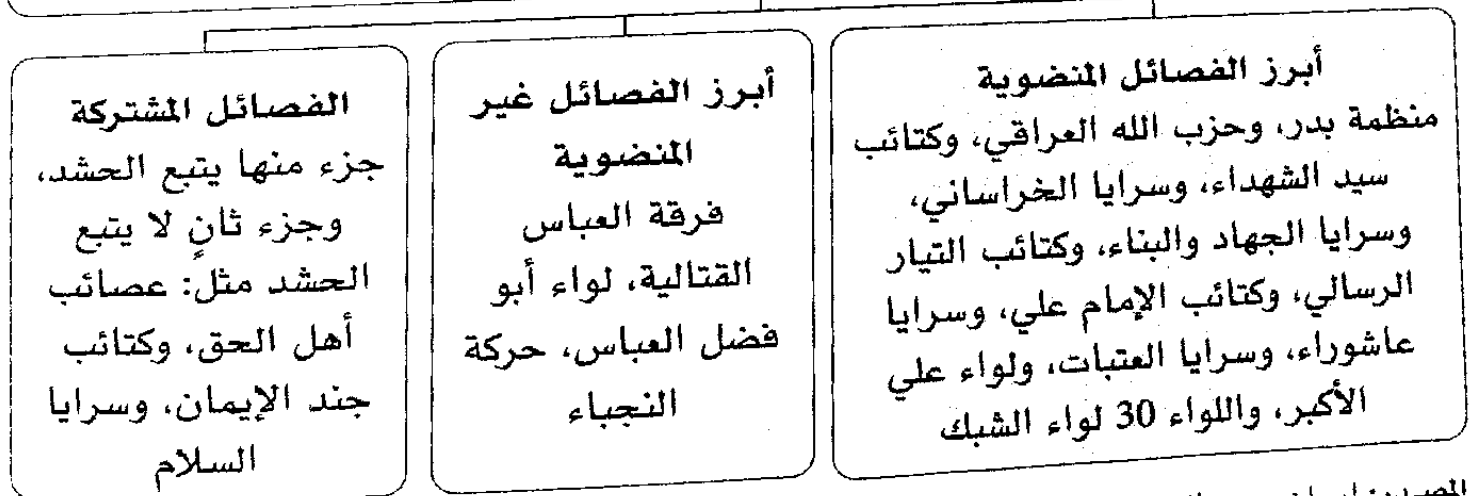 أبرز الفصائل المنضوية
منظمة بدر، وحزب الله العراقي، وكتائب
سيد الشهداء، وسرايا الخراساني،
وسرايا الجهاد والبناء، وكتائب التيار
الرسالي، وكتائب الإمام علي، وسرايا
عاشوراء، وسرايا العتبات، ولواء علي
الأكبر، واللواء 30 لواء الشبك
أبرز الفصائل غير
المنضوية
فرقة العباس
القتالية، لواء أبو
فضل العباس، حركة
النجباء
الفصائل المشتركة
جزء منها يتبع الحشد،
وجزء ثانٍ لا يتبع
الحشد مثل: عصائب
أهل الحق، وكتائب
جند الإيمان، وسرايا
السلام